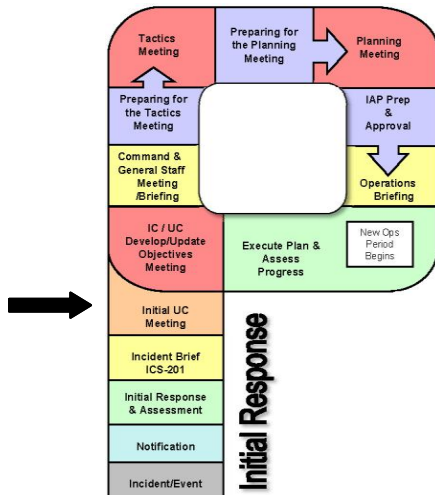 Tactics
Meeting
Preparing for
the Planning
Meeting
Planning
Meeting
Preparing for
the Tactics
Meeting
IAP Prep
&
Approval
Command &
General Staff
Meeting
/Briefing
Operations
Briefing
IC / UC
Develop/Update
Objectives
Meeting
Execute Plan &
Assess
Progress
New Ops
Period
Begins
Initial UC
Meeting
Incident Brief
ICS-201
Initial Response
& Assessment
Notification
Incident/Event
Initial Response